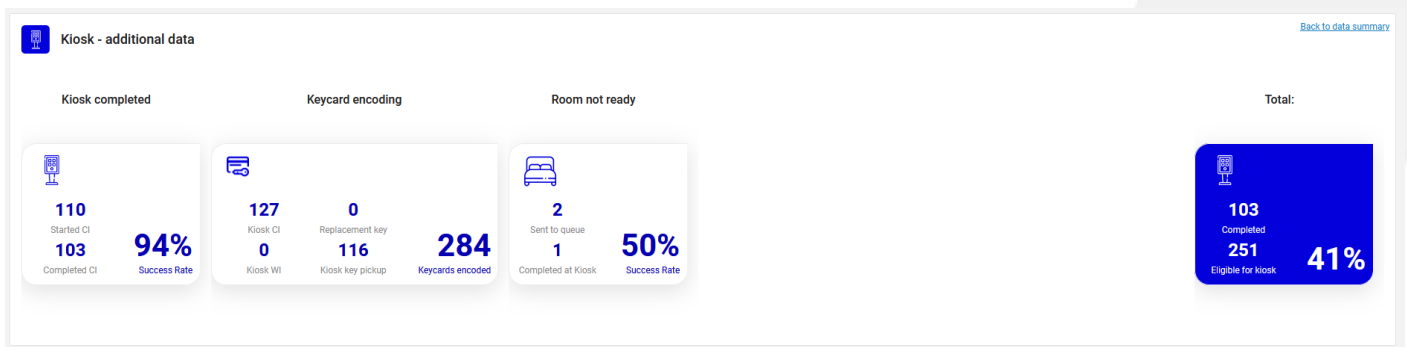 Kiosk - additional data
Back to data summary
Kiosk completed
Keycard encoding
Room not ready
Total:
110
Started CI
103
Completed CI
94%
Success Rate
127
Kiosk CI
0
Replacement key
0
Kiosk WI
116
Kiosk key pickup
284
Keycards encoded
2
Sent to queue
1
Completed at Kiosk
50%
Success Rate
103
Completed
251
Eligible for kiosk
41%